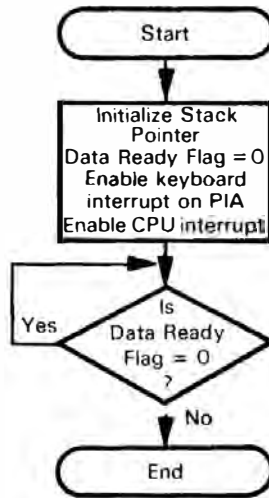 Start
Initialize Stack
Pointer
Data Ready Flag = 0
Enable keyboard
interrupt on PIA
Enable CPU interrupt
Is
Yes
Data Ready
Flag = 0
?
No
End